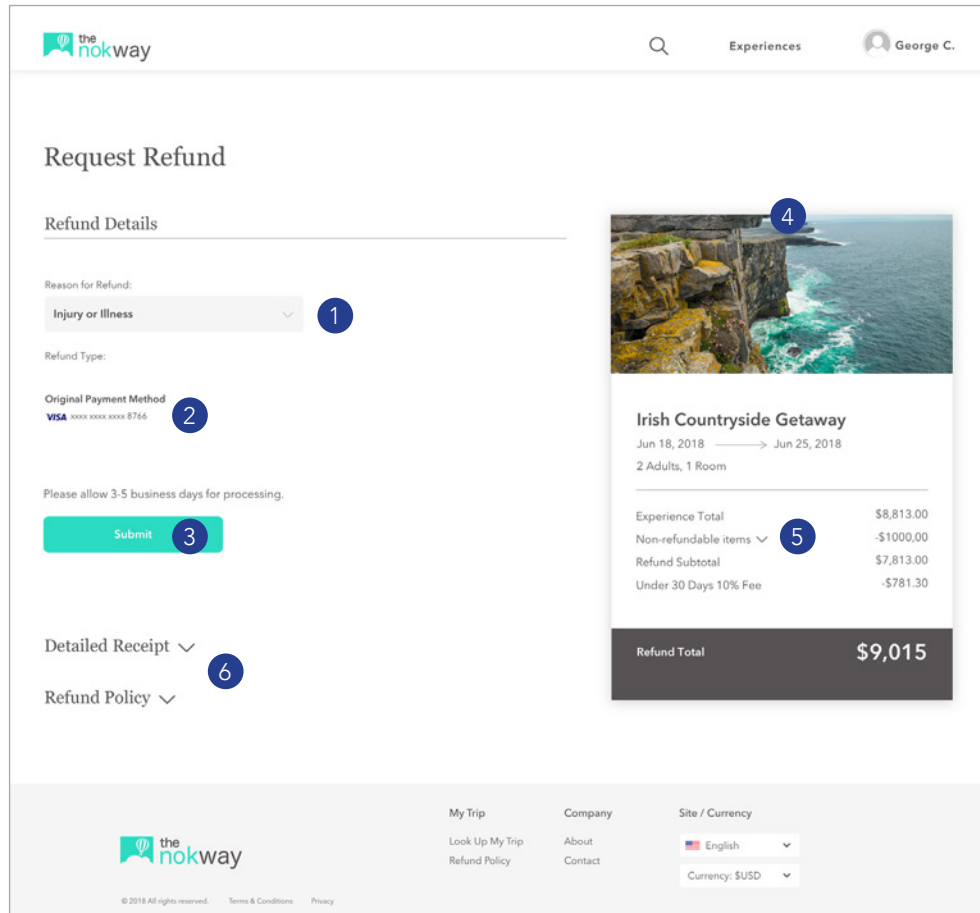 the
nokway
Experiences
George C.
Request Refund
Refund Details
Reason for Refund:
Injury or Illness
1
Refund Type:
Original Payment Method
VISA xxxx xxxx xxxx 8766
2
Please allow 3-5 business days for processing.
Submit
3
Detailed Receipt
6
Refund Policy
4
Irish Countryside Getaway
Jun 18, 2018 Jun 25, 2018
2 Adults, 1 Room
Experience Total $8,813.00
Non-refundable items 5 -$1000,00
Refund Subtotal $7,813.00
Under 30 Days 10% Fee -$781.30
Refund Total $9,015
the
nokway
© 2018 All rights reserved. Terms & Conditions Privacy
My Trip
Look Up My Trip
Refund Policy
Company
About
Contact
Site / Currency
English
Currency: $USD